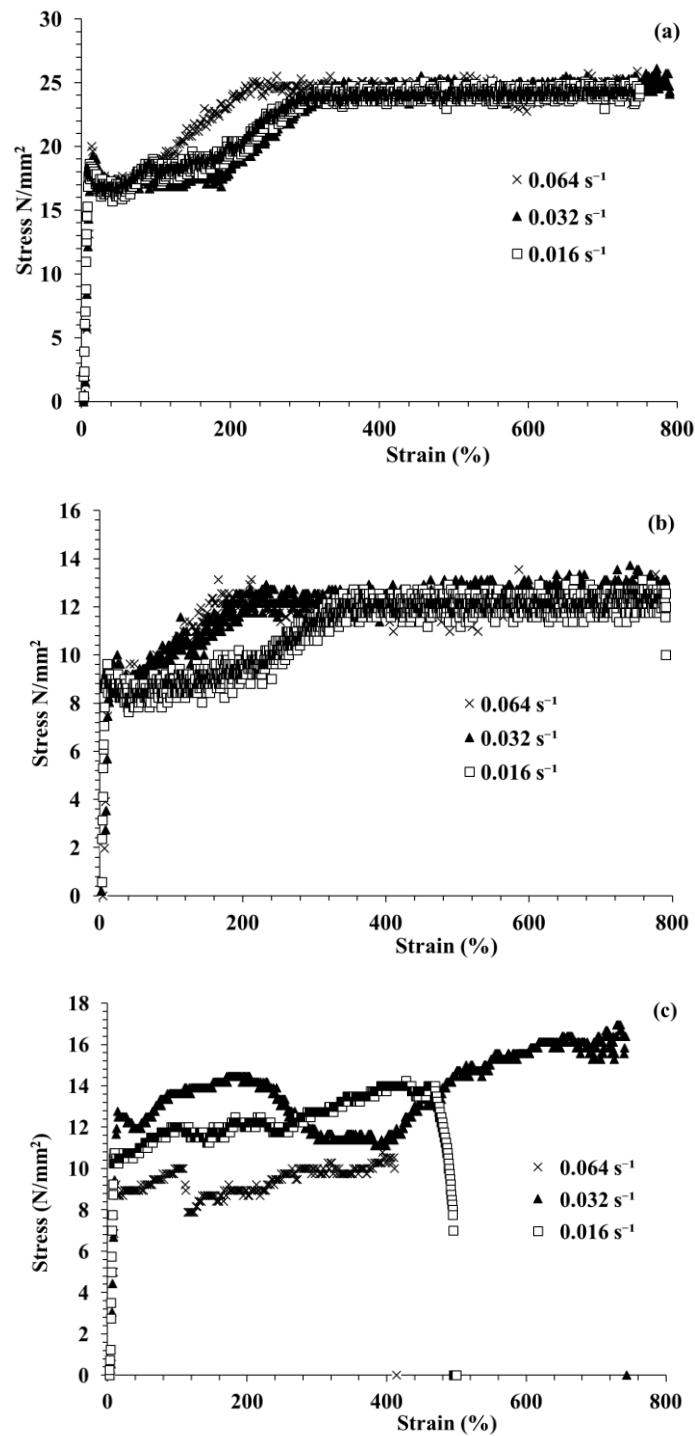 (a)
30
25
20
15
10
5
0
Stress N/mm²
× 0.064 s⁻¹
▲ 0.032 s⁻¹
□ 0.016 s⁻¹
0 200 400 600 800
Strain (%)
(b)
16
14
12
10
8
6
4
2
0
Stress N/mm²
× 0.064 s⁻¹
▲ 0.032 s⁻¹
□ 0.016 s⁻¹
0 200 400 600 800
Strain (%)
(c)
18
16
14
12
10
8
6
4
2
0
Stress (N/mm²)
× 0.064 s⁻¹
▲ 0.032 s⁻¹
□ 0.016 s⁻¹
0 200 400 600 800
Strain (%)